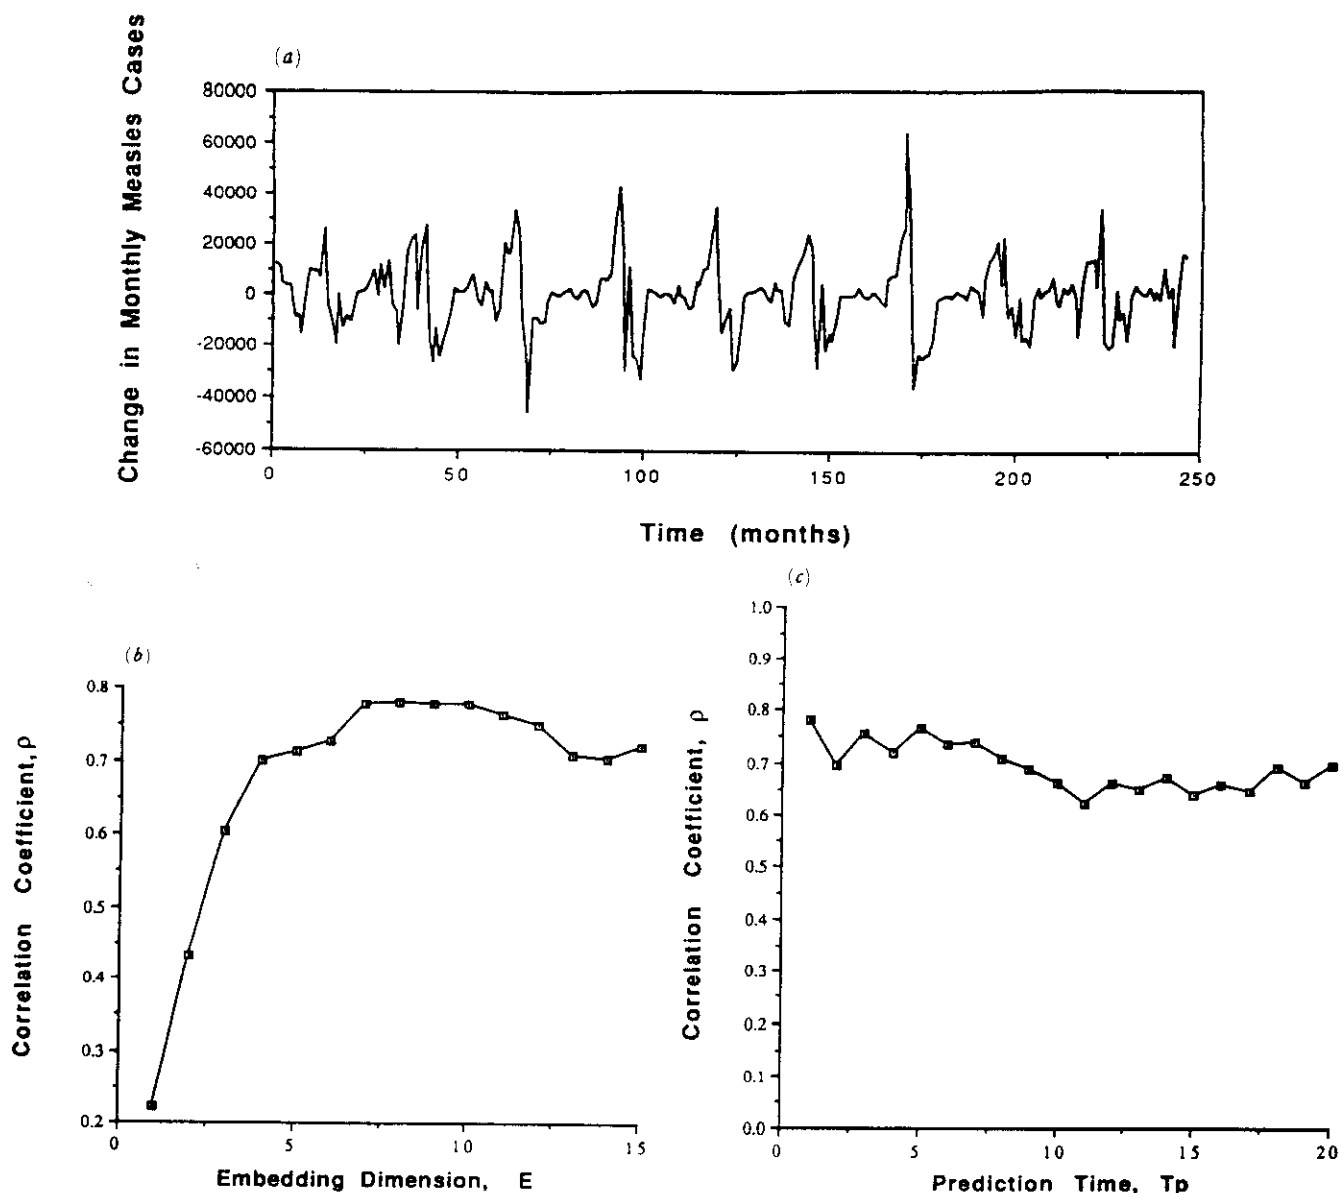 (a)
Change in Monthly Measles Cases
80000
60000
40000
20000
0
-20000
-40000
-60000
0 50 100 150 200 250
Time (months)
(b)
Correlation Coefficient, ρ
0.8
0.7
0.6
0.5
0.4
0.3
0.2
0 5 10 15
Embedding Dimension, E
(c)
Correlation Coefficient, ρ
1.0
0.9
0.8
0.7
0.6
0.5
0.4
0.3
0.2
0.1
0.0
0 5 10 15 20
Prediction Time, Tp